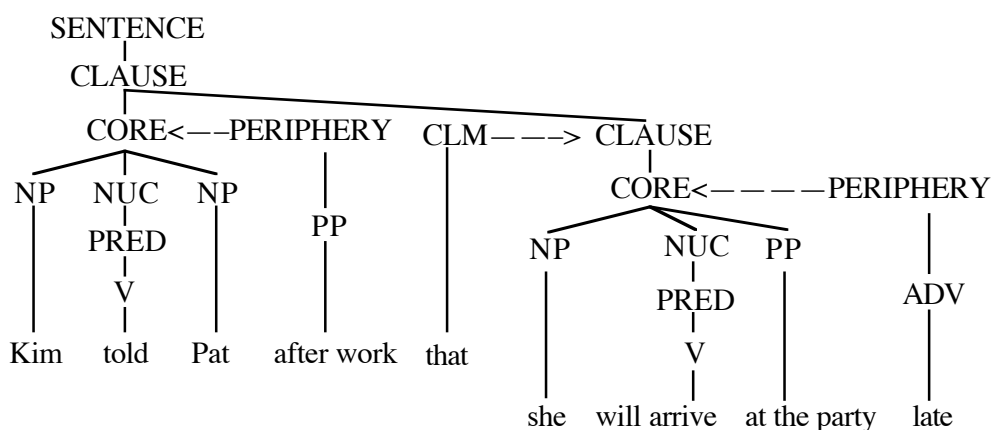 SENTENCE
CLAUSE
CORE<– – –PERIPHERY CLM– – – –> CLAUSE
NP NUC NP CORE<– – – – –PERIPHERY
PP
PRED NP NUC PP
V PRED ADV
Kim told Pat after work that V
she will arrive at the party late